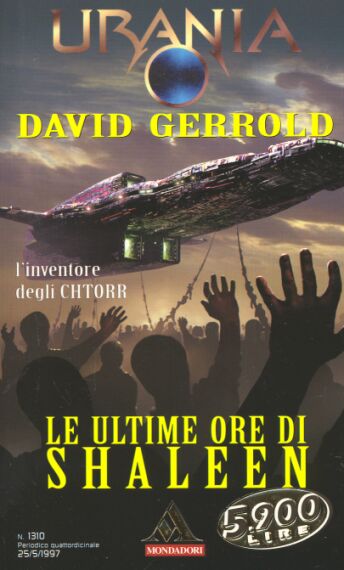 URANIA
DAVID GERROLD
l'inventore
degli CHTORR
LE ULTIME ORE DI
SHALEEN
5.900
LIRE
N. 1310
Periodico quattordicinale
25/5/1997
MONDADORI